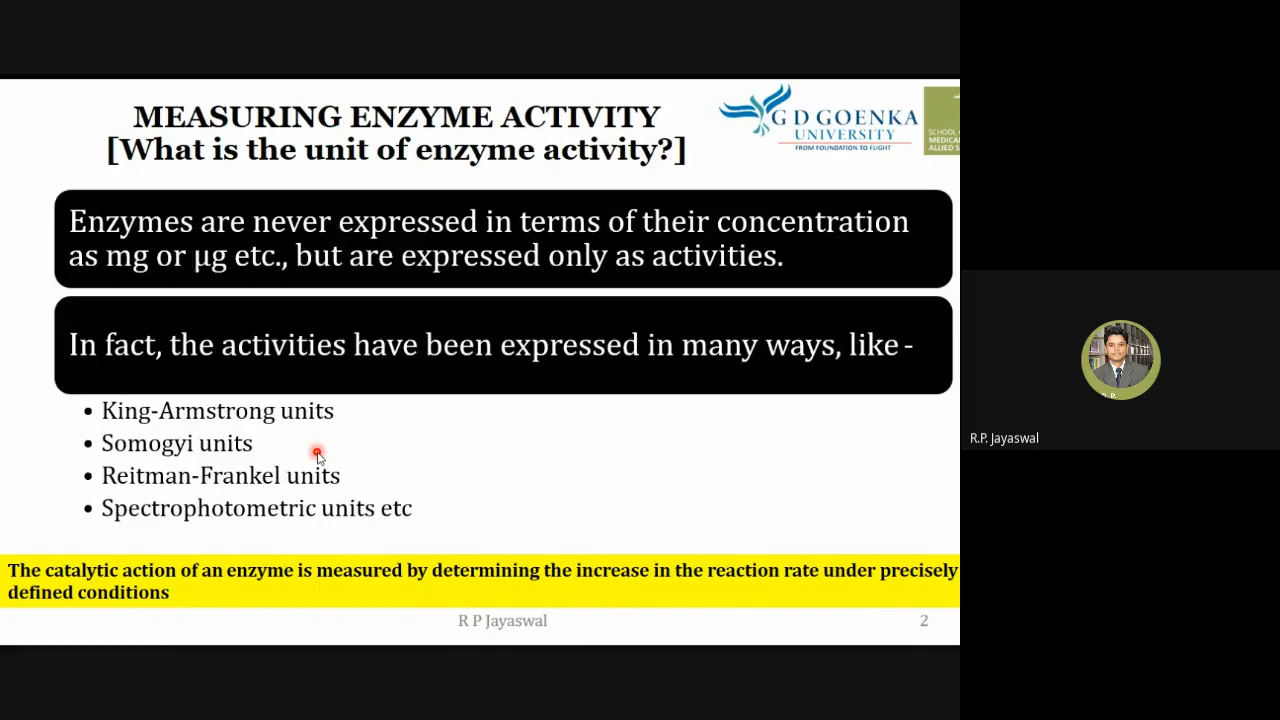 MEASURING ENZYME ACTIVITY
[What is the unit of enzyme activity?]
G D GOENKA
UNIVERSITY
FROM FOUNDATION TO FLIGHT
SCHOOL
MEDICA
ALLIED S
Enzymes are never expressed in terms of their concentration
as mg or µg etc., but are expressed only as activities.
In fact, the activities have been expressed in many ways, like -
• King-Armstrong units
• Somogyi units
• Reitman-Frankel units
• Spectrophotometric units etc
The catalytic action of an enzyme is measured by determining the increase in the reaction rate under precisely
defined conditions
R P Jayaswal
2
R.P. Jayaswal